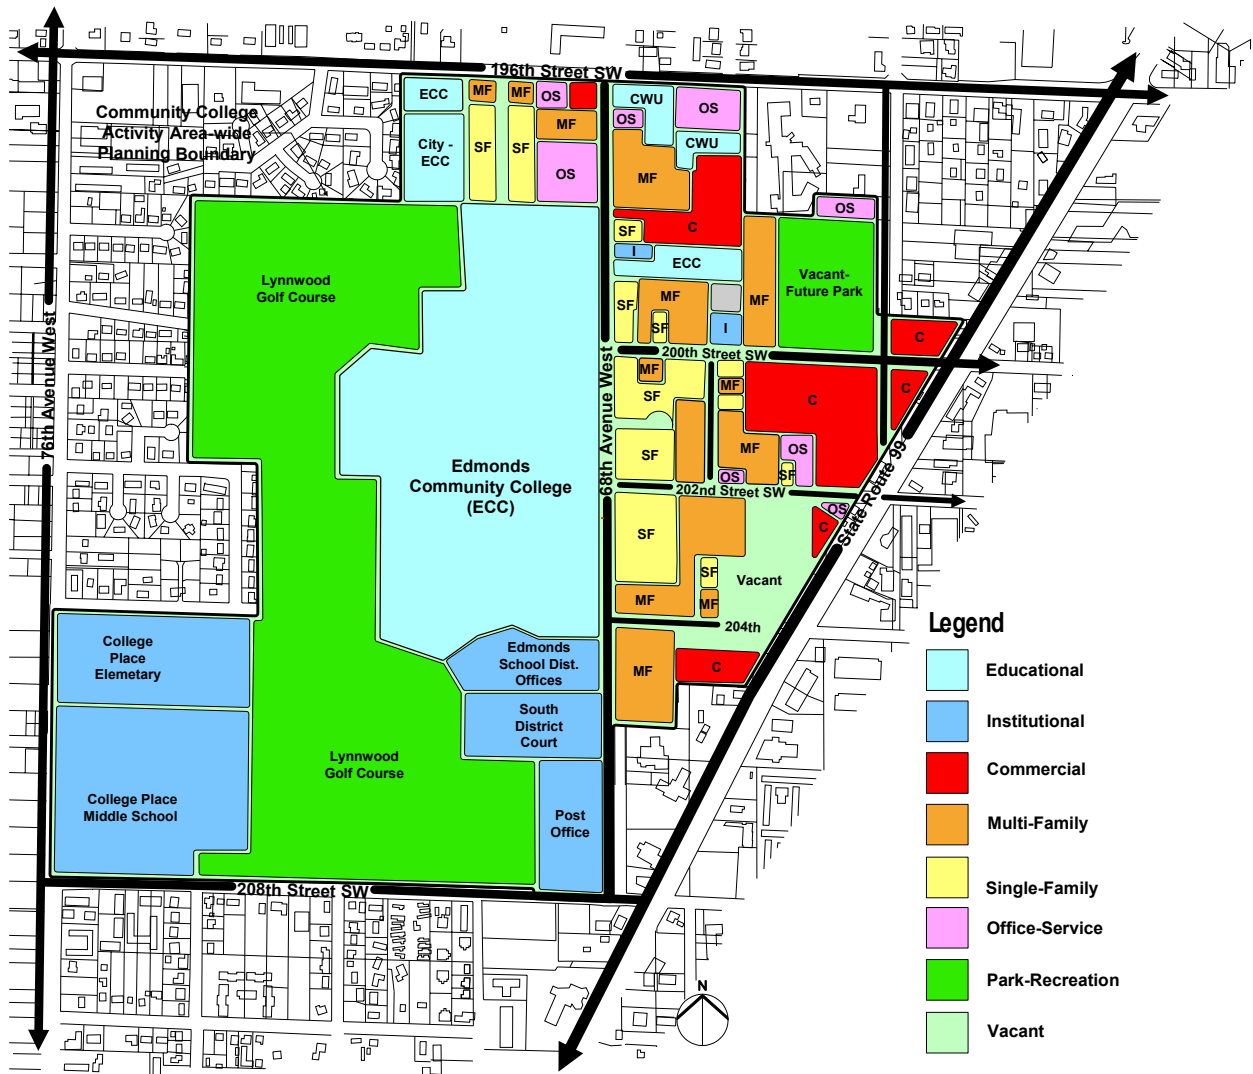 196th Street SW
Community College
Activity Area-wide
Planning Boundary
ECC
MF
MF
OS
CWU
OS
OS
MF
CWU
City -
ECC
SF
SF
OS
MF
OS
C
SF
I
ECC
Lynnwood
Golf Course
Vacant-
Future Park
MF
SF
MF
SF
I
C
76th Avenue West
68th Avenue West
200th Street SW
MF
SF
MF
C
C
SF
MF
OS
SF
OS
State Route 99
Edmonds
Community College
(ECC)
202nd Street SW
OS
C
SF
SF
Vacant
MF
MF
204th
College
Place
Elemetary
Edmonds
School Dist.
Offices
MF
C
South
District
Court
Lynnwood
Golf Course
College Place
Middle School
Post
Office
208th Street SW
N
Legend
Educational
Institutional
Commercial
Multi-Family
Single-Family
Office-Service
Park-Recreation
Vacant